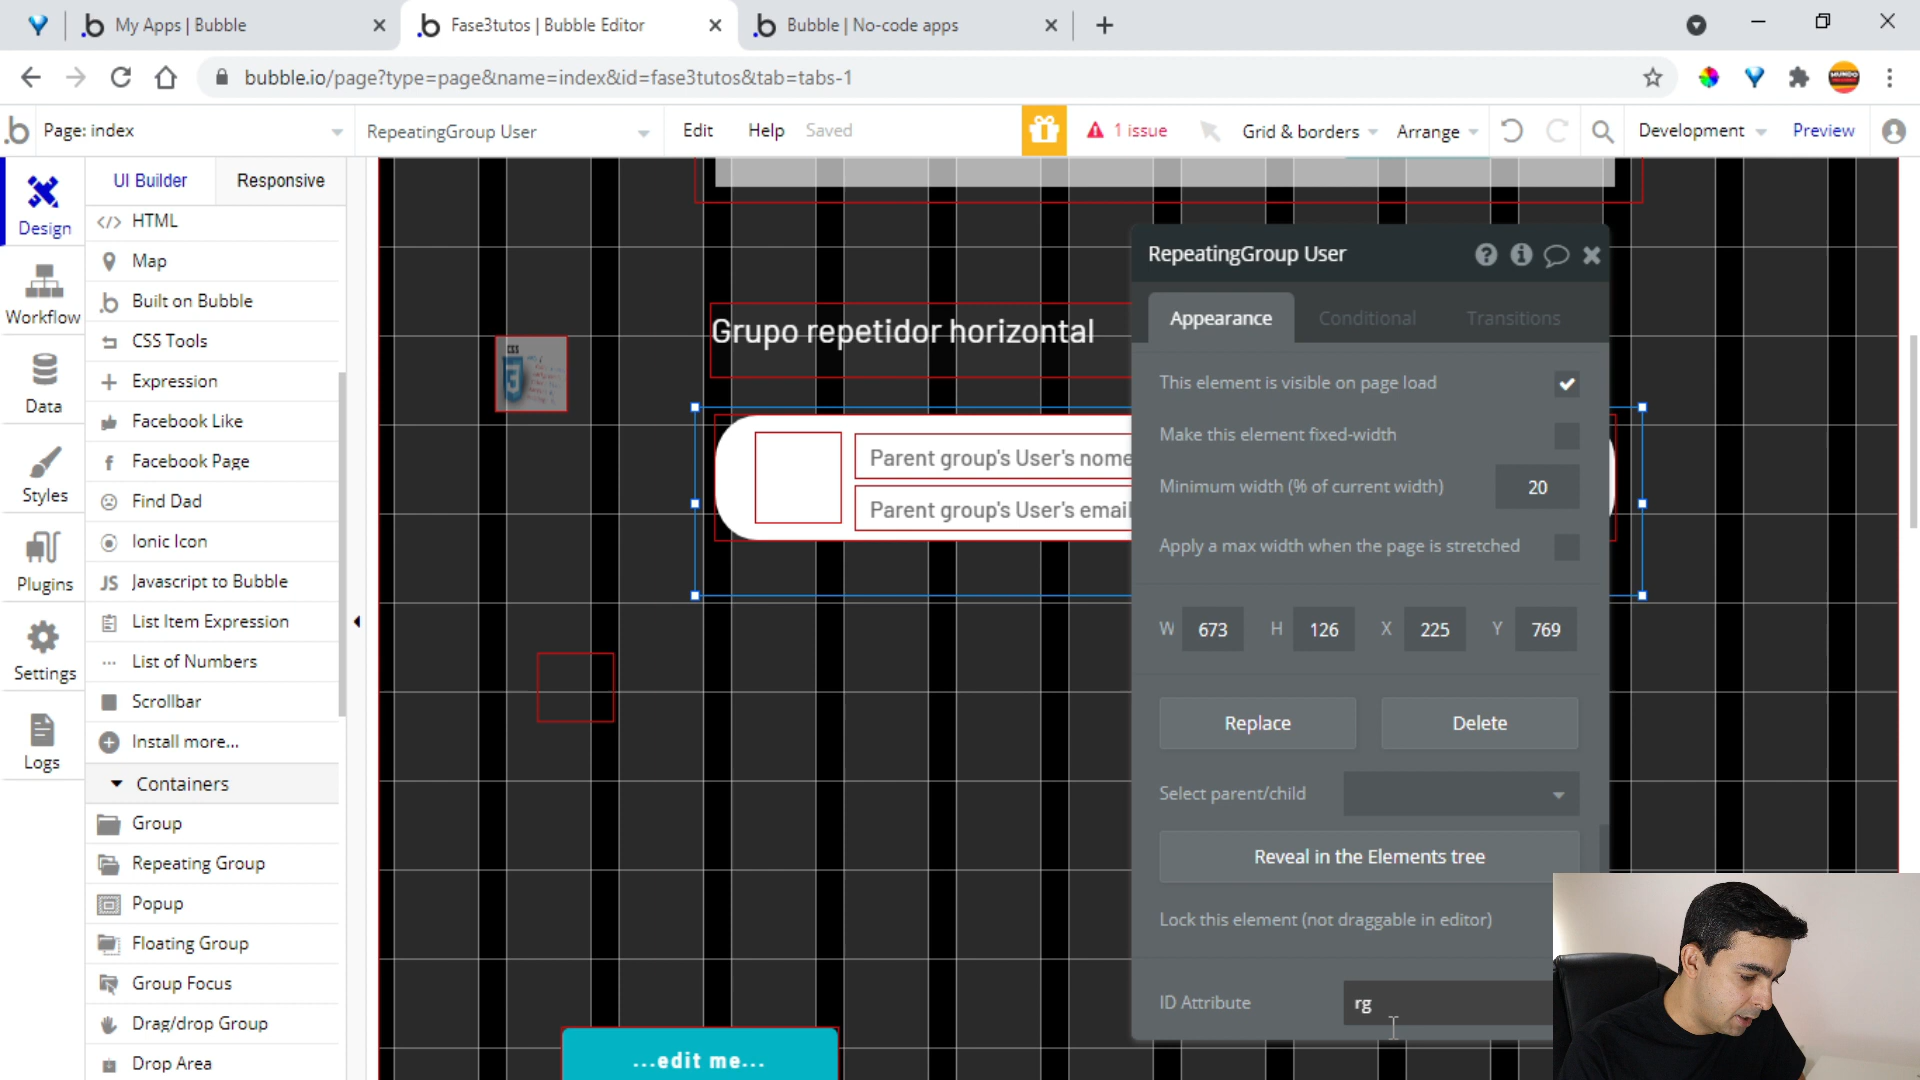 My Apps | Bubble
Fase3tutos | Bubble Editor
Bubble | No-code apps
bubble.io/page?type=page&name=index&id=fase3tutos&tab=tabs-1
Page: index
RepeatingGroup User
Edit
Help
Saved
1 issue
Grid & borders
Arrange
Development
Preview
Design
Workflow
Data
Styles
Plugins
Settings
Logs
UI Builder
Responsive
HTML
Map
Built on Bubble
CSS Tools
Expression
Facebook Like
Facebook Page
Find Dad
Ionic Icon
JS Javascript to Bubble
List Item Expression
List of Numbers
Scrollbar
Install more...
Containers
Group
Repeating Group
Popup
Floating Group
Group Focus
Drag/drop Group
Drop Area
CSS
3
Grupo repetidor horizontal
Parent group's User's nome
Parent group's User's email
...edit me...
RepeatingGroup User
Appearance
Conditional
Transitions
This element is visible on page load
Make this element fixed-width
Minimum width (% of current width) 20
Apply a max width when the page is stretched
W 673 H 126 X 225 Y 769
Replace
Delete
Select parent/child
Reveal in the Elements tree
Lock this element (not draggable in editor)
ID Attribute rg